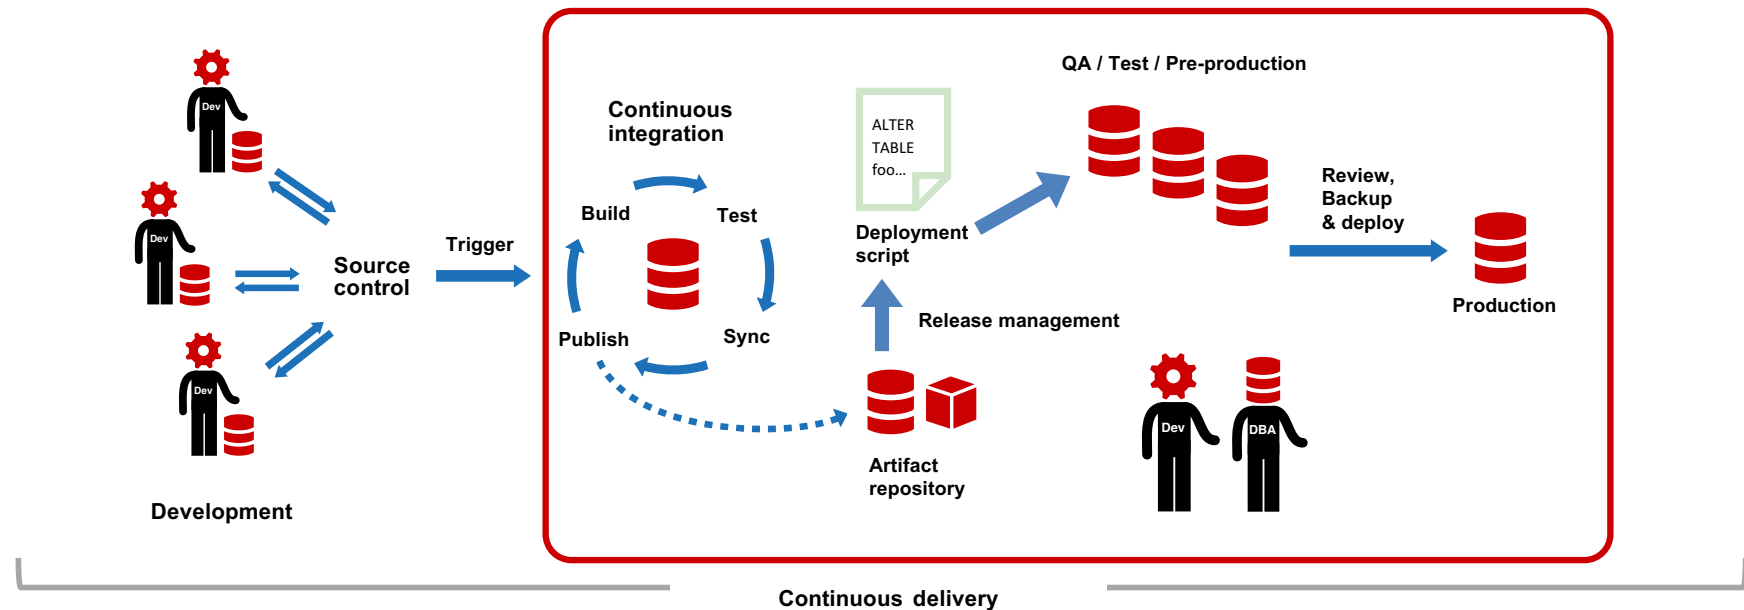 Dev
Dev
Dev
Development
Source
control
Trigger
Continuous
integration
Build
Test
Sync
Publish
ALTER
TABLE
foo...
Deployment
script
Release management
Artifact
repository
QA / Test / Pre-production
Review,
Backup
& deploy
Production
Dev
DBA
Continuous delivery